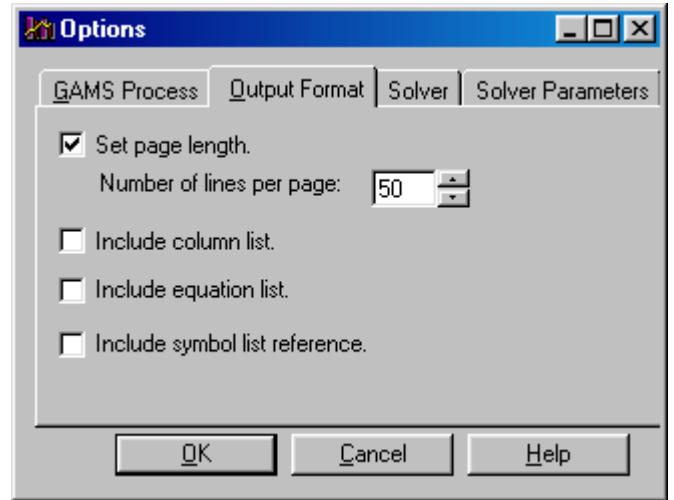 Options
GAMS Process Output Format Solver Solver Parameters
Set page length.
Number of lines per page: 50
Include column list.
Include equation list.
Include symbol list reference.
OK Cancel Help